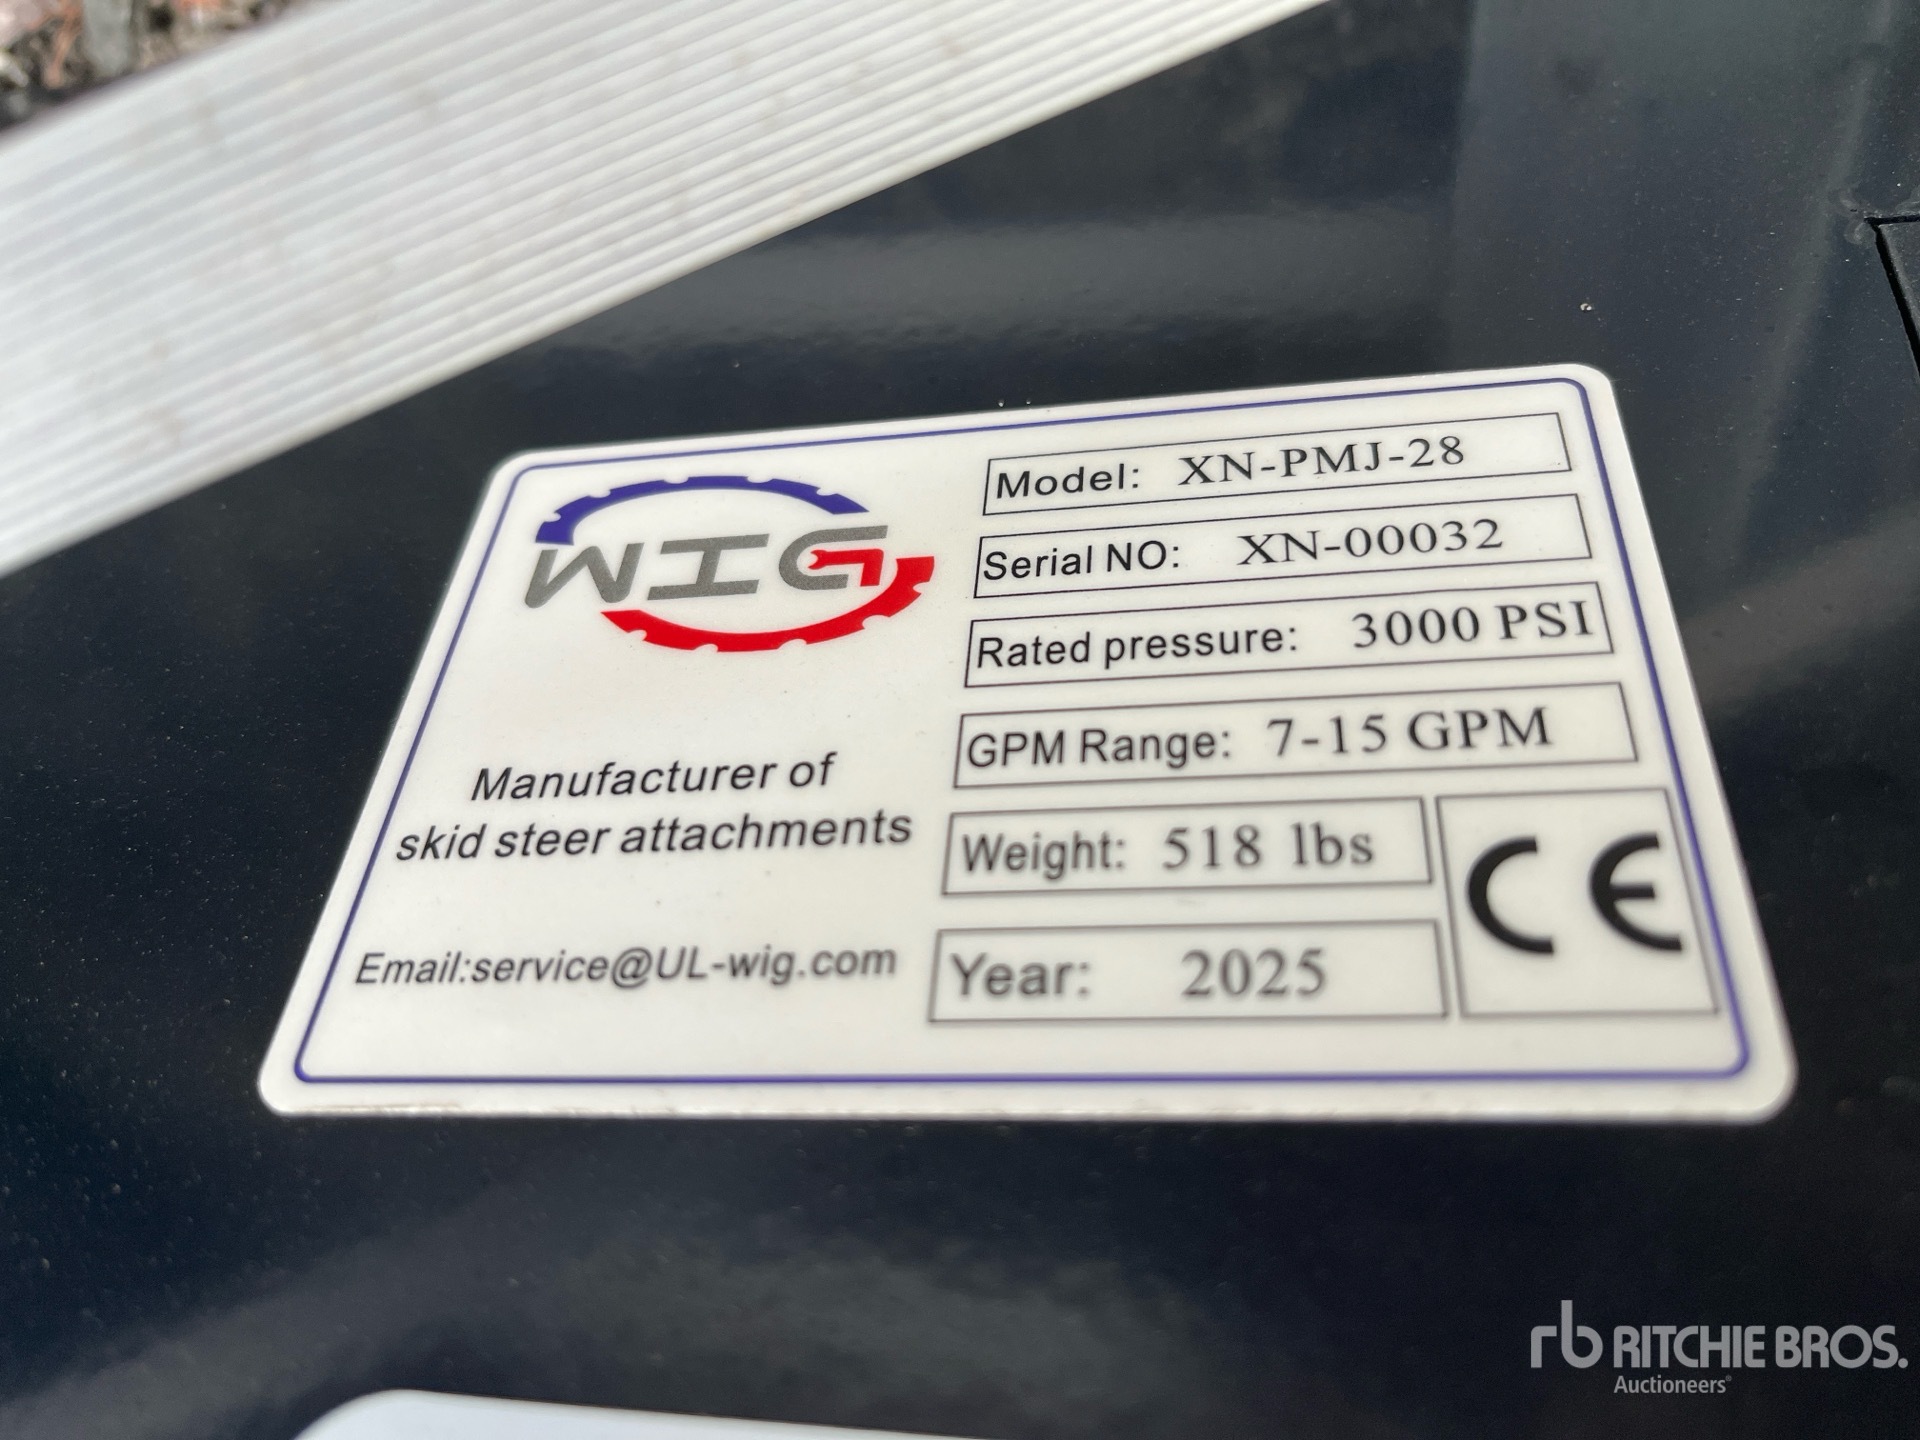 WIG
Manufacturer of
skid steer attachments
Email:service@UL-wig.com
Model: XN-PMJ-28
Serial NO: XN-00032
Rated pressure: 3000 PSI
GPM Range: 7-15 GPM
Weight: 518 lbs
Year: 2025
CE
rb RITCHIE BROS.
Auctioneers®